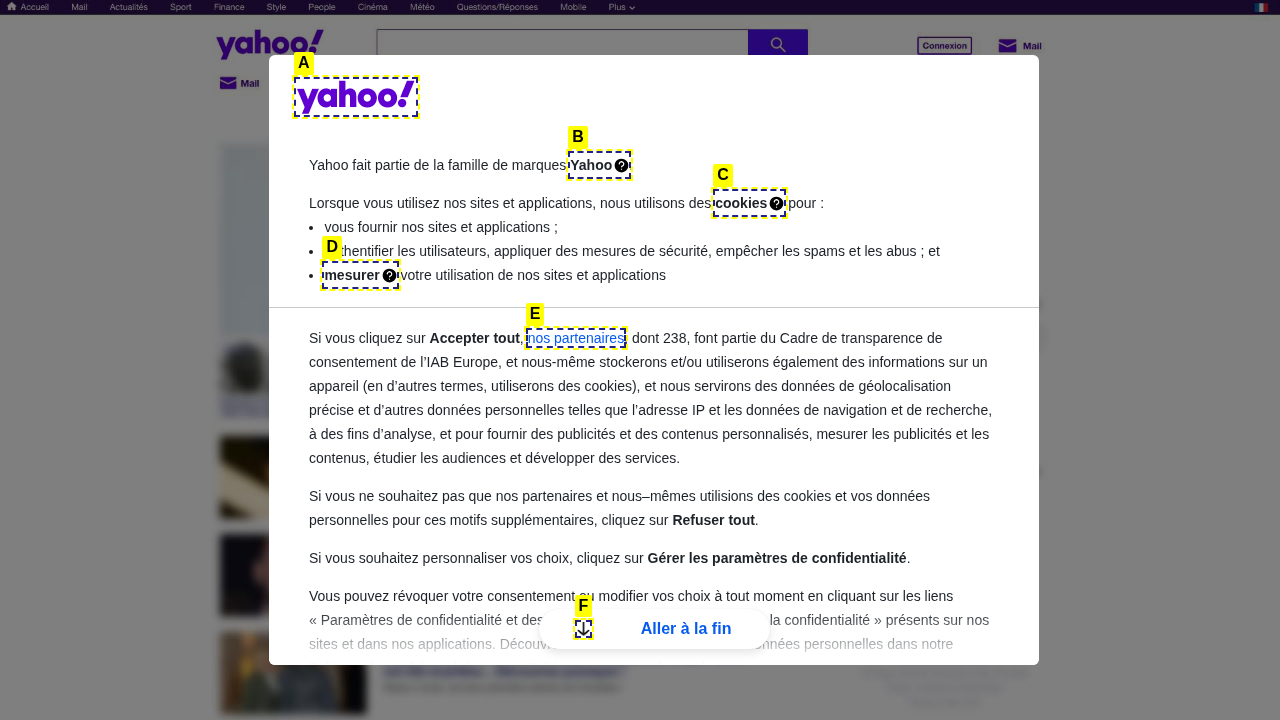 Accueil Mail Actualités Sport Finance Style People Cinéma Météo Questions/Réponses Mobile Plus
yahoo!
Connexion Mail
Mail
A
yahoo!
B
Yahoo fait partie de la famille de marques Yahoo
C
Lorsque vous utilisez nos sites et applications, nous utilisons des cookies pour :
• vous fournir nos sites et applications ;
D
• thentifier les utilisateurs, appliquer des mesures de sécurité, empêcher les spams et les abus ; et
• mesurer votre utilisation de nos sites et applications
E
Si vous cliquez sur Accepter tout, nos partenaires, dont 238, font partie du Cadre de transparence de
consentement de l’IAB Europe, et nous-même stockerons et/ou utiliserons également des informations sur un
appareil (en d’autres termes, utiliserons des cookies), et nous servirons des données de géolocalisation
précise et d’autres données personnelles telles que l’adresse IP et les données de navigation et de recherche,
à des fins d’analyse, et pour fournir des publicités et des contenus personnalisés, mesurer les publicités et les
contenus, étudier les audiences et développer des services.
Si vous ne souhaitez pas que nos partenaires et nous–mêmes utilisions des cookies et vos données
personnelles pour ces motifs supplémentaires, cliquez sur Refuser tout.
Si vous souhaitez personnaliser vos choix, cliquez sur Gérer les paramètres de confidentialité.
Vous pouvez révoquer votre consentement ou modifier vos choix à tout moment en cliquant sur les liens
F
« Paramètres de confidentialité et des la confidentialité » présents sur nos
Aller à la fin
sites et dans nos applications. Découv données personnelles dans notre